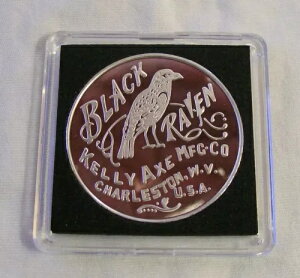 BLACK
RAVEN
KELLY AXE MFG. CO
CHARLESTON, W.V.
U.S.A.